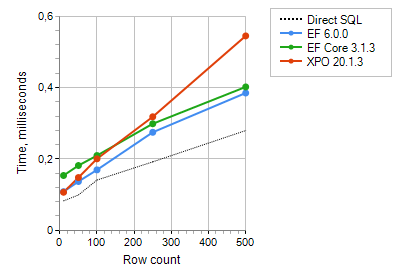 0,6
0,4
0,2
0
Time, milliseconds
0 100 200 300 400 500
Row count
Direct SQL
EF 6.0.0
EF Core 3.1.3
XPO 20.1.3